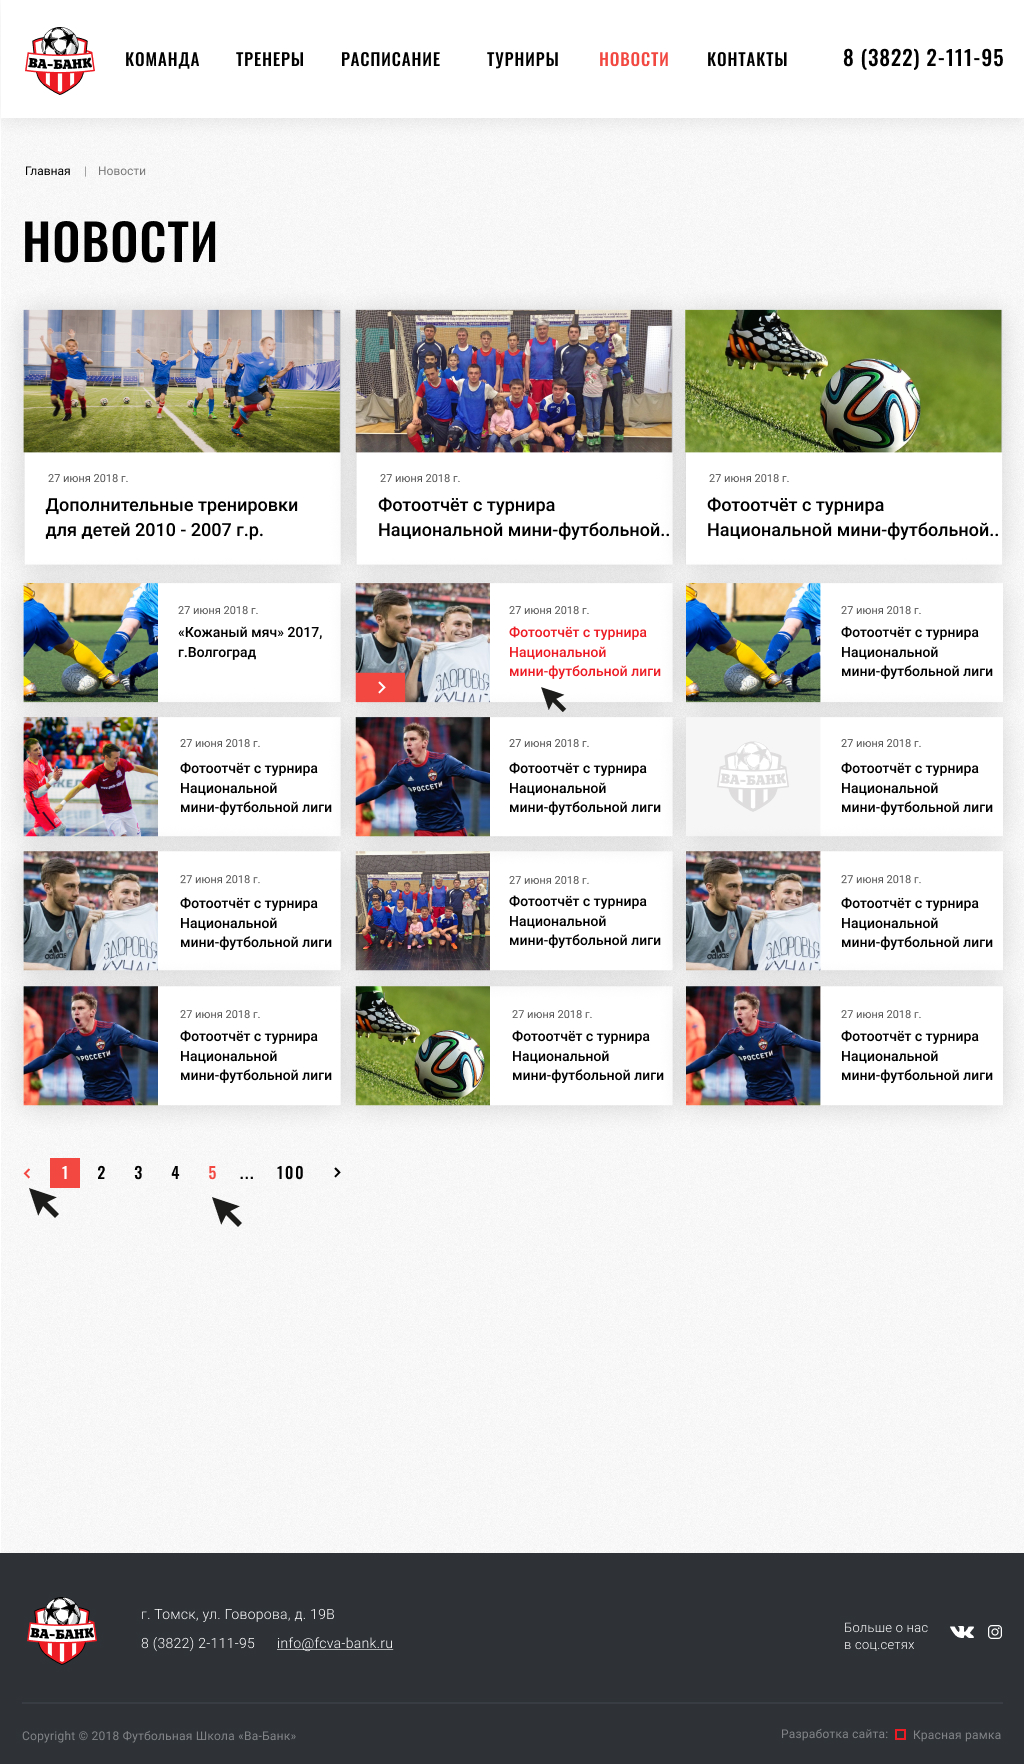 ВА-БАНК
КОМАНДА
ТРЕНЕРЫ
РАСПИСАНИЕ
ТУРНИРЫ
НОВОСТИ
КОНТАКТЫ
8 (3822) 2-111-95
Главная | Новости
НОВОСТИ
27 июня 2018 г.
Дополнительные тренировки
для детей 2010 - 2007 г.р.
27 июня 2018 г.
Фотоотчёт с турнира
Национальной мини-футбольной..
27 июня 2018 г.
Фотоотчёт с турнира
Национальной мини-футбольной..
27 июня 2018 г.
«Кожаный мяч» 2017,
г.Волгоград
ЗДОРОВЬЯ
27 июня 2018 г.
Фотоотчёт с турнира
Национальной
мини-футбольной лиги
27 июня 2018 г.
Фотоотчёт с турнира
Национальной
мини-футбольной лиги
27 июня 2018 г.
Фотоотчёт с турнира
Национальной
мини-футбольной лиги
РОССЕТИ
27 июня 2018 г.
Фотоотчёт с турнира
Национальной
мини-футбольной лиги
ВА-БАНК
27 июня 2018 г.
Фотоотчёт с турнира
Национальной
мини-футбольной лиги
adidas
ЗДОРОВЬЯ
27 июня 2018 г.
Фотоотчёт с турнира
Национальной
мини-футбольной лиги
27 июня 2018 г.
Фотоотчёт с турнира
Национальной
мини-футбольной лиги
adidas
ЗДОРОВЬЯ
27 июня 2018 г.
Фотоотчёт с турнира
Национальной
мини-футбольной лиги
РОССЕТИ
27 июня 2018 г.
Фотоотчёт с турнира
Национальной
мини-футбольной лиги
27 июня 2018 г.
Фотоотчёт с турнира
Национальной
мини-футбольной лиги
РОССЕТИ
27 июня 2018 г.
Фотоотчёт с турнира
Национальной
мини-футбольной лиги
1 2 3 4 5 ... 100
ВА-БАНК
г. Томск, ул. Говорова, д. 19В
8 (3822) 2-111-95 info@fcva-bank.ru
Больше о нас
в соц.сетях
Copyright © 2018 Футбольная Школа «Ва-Банк»
Разработка сайта: Красная рамка